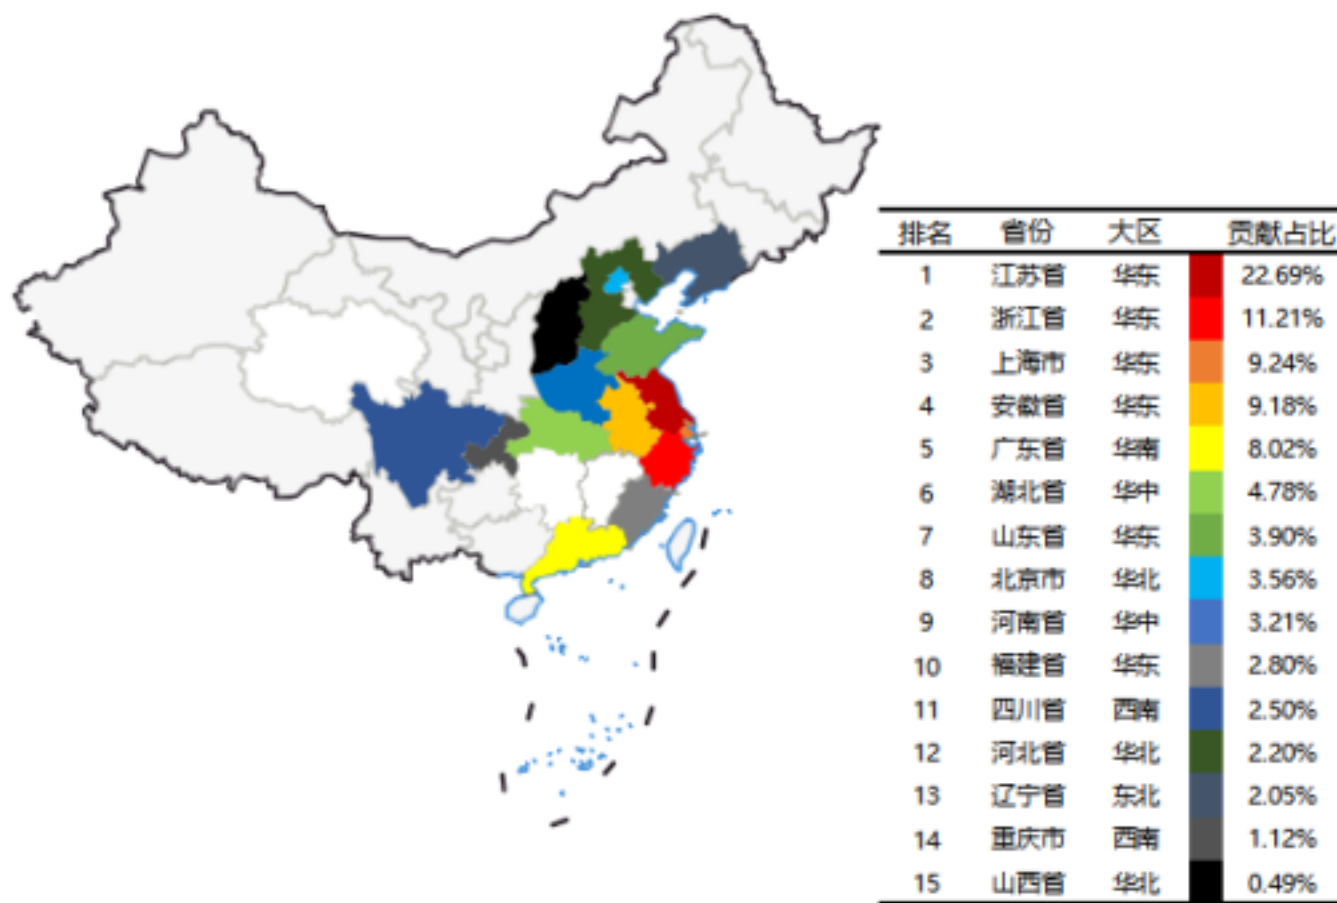 排名 省份 大区 贡献占比
1 江苏省 华东 22.69%
2 浙江省 华东 11.21%
3 上海市 华东 9.24%
4 安徽省 华东 9.18%
5 广东省 华南 8.02%
6 湖北省 华中 4.78%
7 山东省 华东 3.90%
8 北京市 华北 3.56%
9 河南省 华中 3.21%
10 福建省 华东 2.80%
11 四川省 西南 2.50%
12 河北省 华北 2.20%
13 辽宁省 东北 2.05%
14 重庆市 西南 1.12%
15 山西省 华北 0.49%